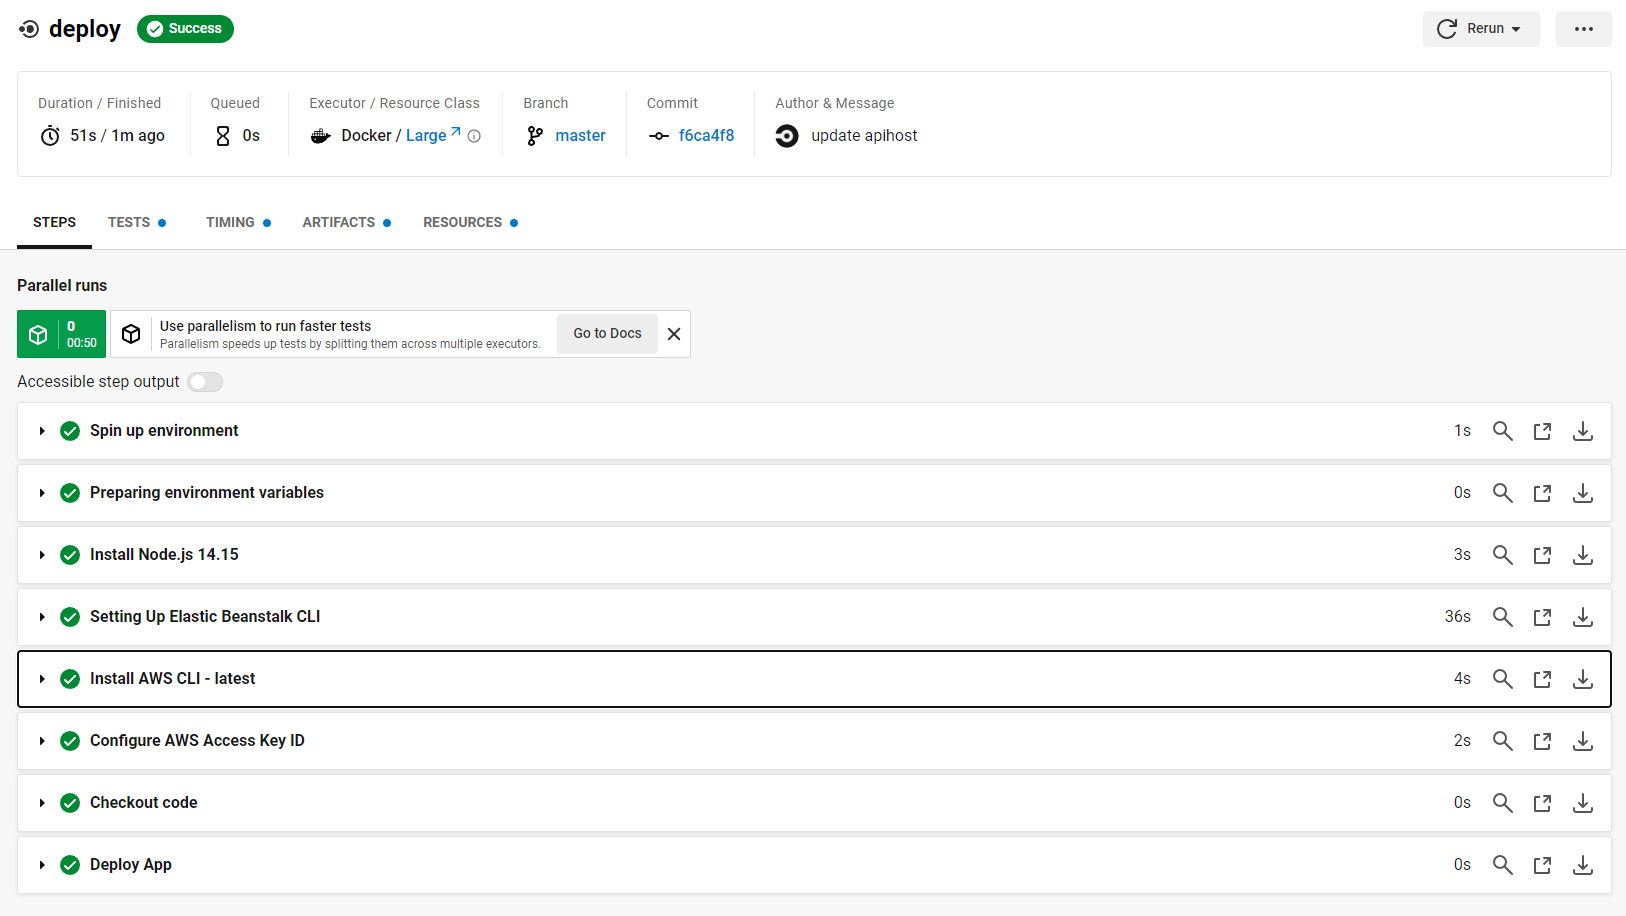 deploy Success Rerun
Duration / Finished Queued Executor / Resource Class Branch Commit Author & Message
51s / 1m ago 0s Docker / Large master f6ca4f8 update apihost
STEPS TESTS TIMING ARTIFACTS RESOURCES
Parallel runs
0 Use parallelism to run faster tests Go to Docs
00:50 Parallelism speeds up tests by splitting them across multiple executors.
Accessible step output
Spin up environment 1s
Preparing environment variables 0s
Install Node.js 14.15 3s
Setting Up Elastic Beanstalk CLI 36s
Install AWS CLI - latest 4s
Configure AWS Access Key ID 2s
Checkout code 0s
Deploy App 0s